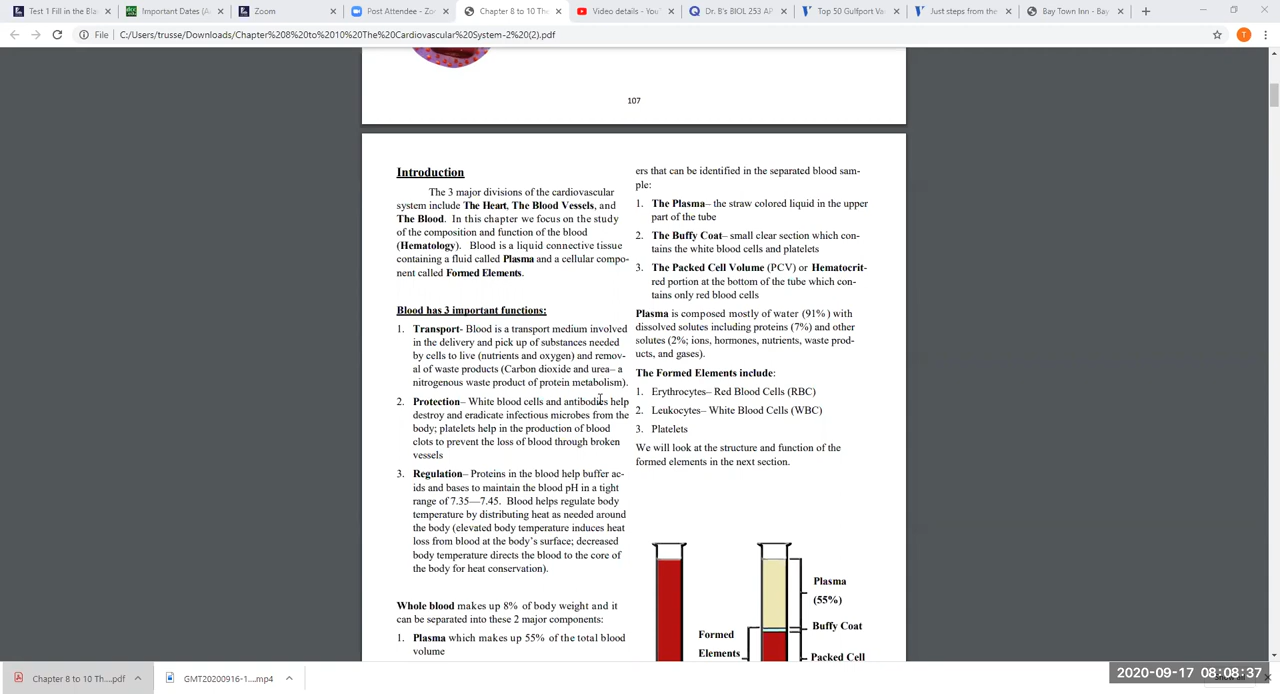 Test 1 Fill in the Bla
Important Dates (Ac
Zoom
Post Attendee - Zo
Chapter 8 to 10 The
Video details - You
Dr. B's BIOL 253 AP
Top 50 Gulfport Va
Just steps from the
Bay Town Inn - Bay
File
C:/Users/trusse/Downloads/Chapter%208%20to%2010%20The%20Cardiovascular%20System-2%20(2).pdf
T
107
Introduction
The 3 major divisions of the cardiovascular
system include The Heart, The Blood Vessels, and
The Blood. In this chapter we focus on the study
of the composition and function of the blood
(Hematology). Blood is a liquid connective tissue
containing a fluid called Plasma and a cellular compo-
nent called Formed Elements.
Blood has 3 important functions:
1. Transport- Blood is a transport medium involved
in the delivery and pick up of substances needed
by cells to live (nutrients and oxygen) and remov-
al of waste products (Carbon dioxide and urea– a
nitrogenous waste product of protein metabolism).
2. Protection– White blood cells and antibodies help
destroy and eradicate infectious microbes from the
body; platelets help in the production of blood
clots to prevent the loss of blood through broken
vessels
3. Regulation– Proteins in the blood help buffer ac-
ids and bases to maintain the blood pH in a tight
range of 7.35—7.45. Blood helps regulate body
temperature by distributing heat as needed around
the body (elevated body temperature induces heat
loss from blood at the body's surface; decreased
body temperature directs the blood to the core of
the body for heat conservation).
Whole blood makes up 8% of body weight and it
can be separated into these 2 major components:
1. Plasma which makes up 55% of the total blood
volume
ers that can be identified in the separated blood sam-
ple:
1. The Plasma– the straw colored liquid in the upper
part of the tube
2. The Buffy Coat– small clear section which con-
tains the white blood cells and platelets
3. The Packed Cell Volume (PCV) or Hematocrit-
red portion at the bottom of the tube which con-
tains only red blood cells
Plasma is composed mostly of water (91%) with
dissolved solutes including proteins (7%) and other
solutes (2%; ions, hormones, nutrients, waste prod-
ucts, and gases).
The Formed Elements include:
1. Erythrocytes– Red Blood Cells (RBC)
2. Leukocytes– White Blood Cells (WBC)
3. Platelets
We will look at the structure and function of the
formed elements in the next section.
Plasma
(55%)
Buffy Coat
Formed
Elements
Packed Cell
Chapter 8 to 10 Th....pdf
GMT20200916-1....mp4
2020-09-17 08:08:37